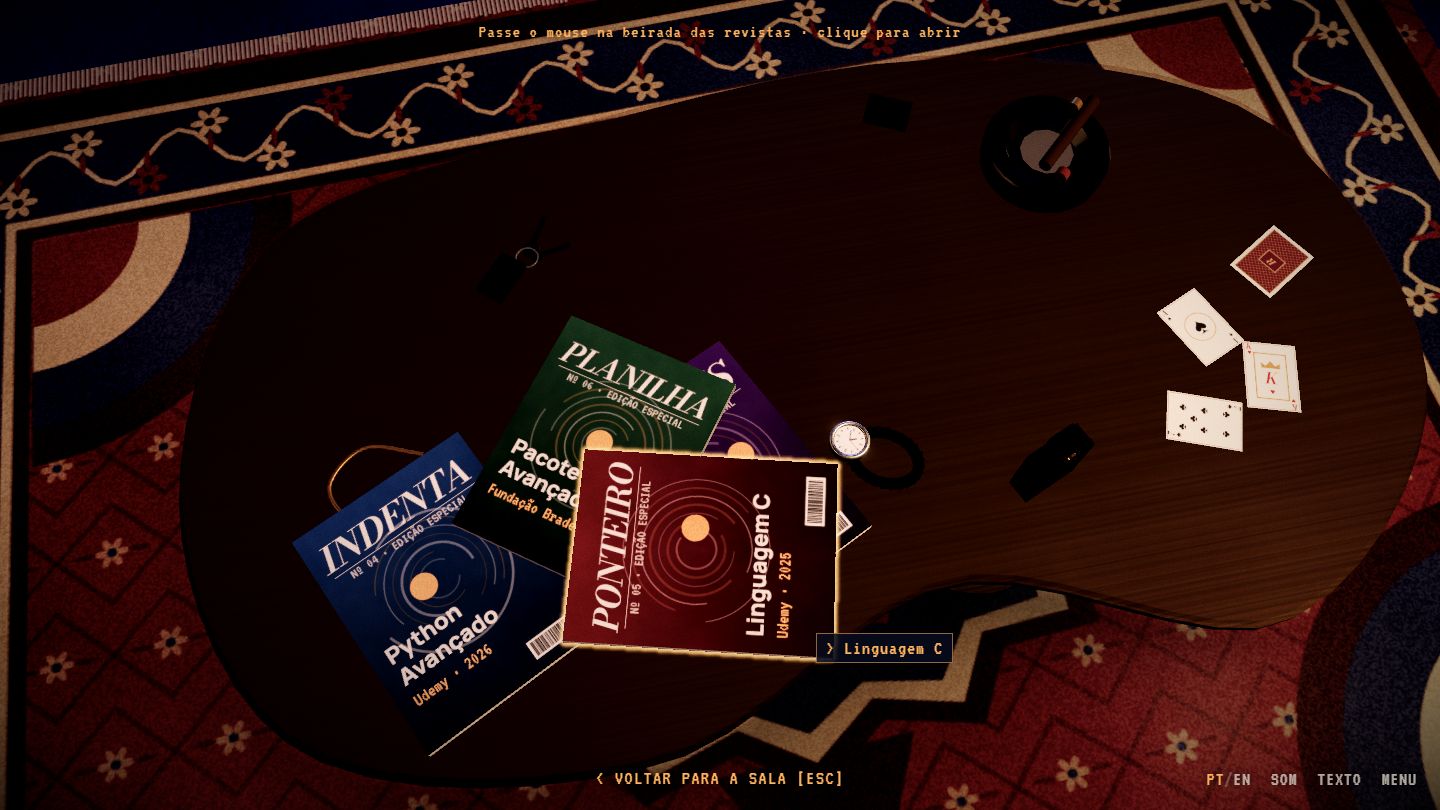 Passe o mouse na beirada das revistas · clique para abrir
PLANILHA
Nº 06 · EDIÇÃO ESPECIAL
Pacote
Avançad
Fundação Brade
INDENTA
Nº 04 · EDIÇÃO ESPECIAL
Python
Avançado
Udemy · 2026
PONTEIRO
Nº 05 · EDIÇÃO ESPECIAL
Linguagem C
Udemy · 2025
K
› Linguagem C
‹ VOLTAR PARA A SALA [ESC]
PT/EN SOM TEXTO MENU